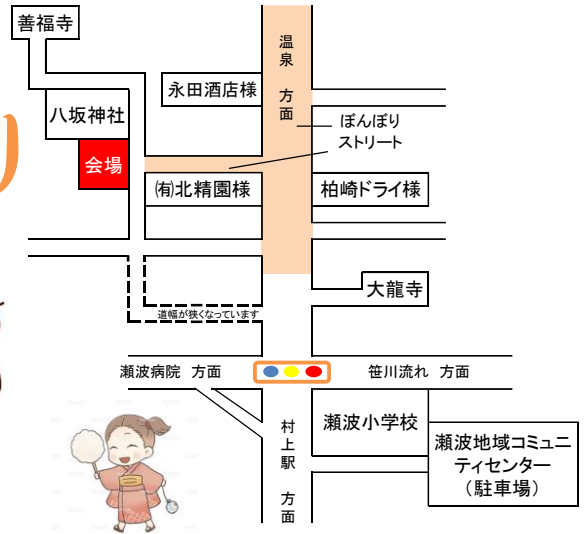 善福寺
温泉 方面
永田酒店様
八坂神社
ぼんぼり
ストリート
り
会場
㈲北精園様
柏崎ドライ様
大龍寺
道幅が狭くなっています
瀬波病院 方面
笹川流れ 方面
村上駅 方面
瀬波小学校
瀬波地域コミュニ
ティセンター
（駐車場）